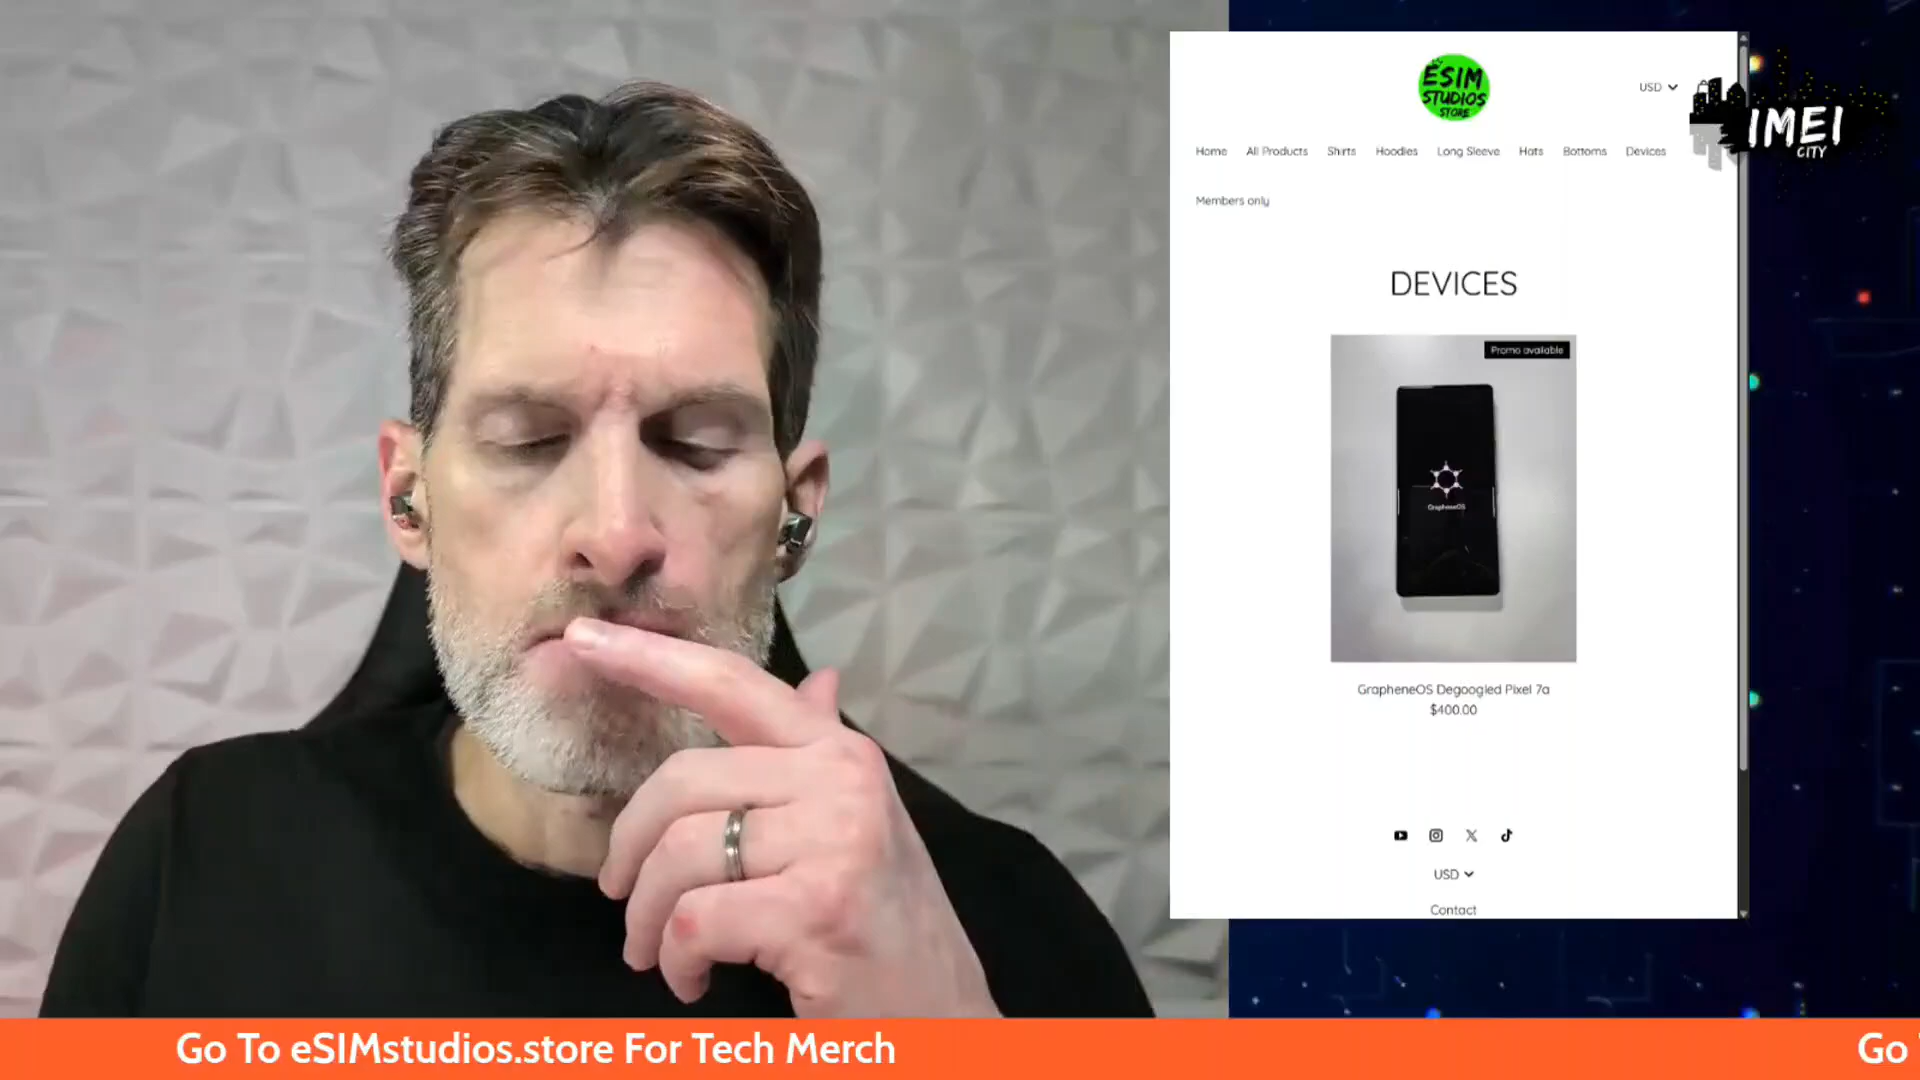 ESIM
STUDIOS
STORE
USD
IMEI
CITY
Home All Products Shirts Hoodies Long Sleeve Hats Bottoms Devices
Members only
DEVICES
Promo available
GrapheneOS
GrapheneOS Degoogled Pixel 7a
$400.00
USD
Contact
Go To eSIMstudios.store For Tech Merch
Go